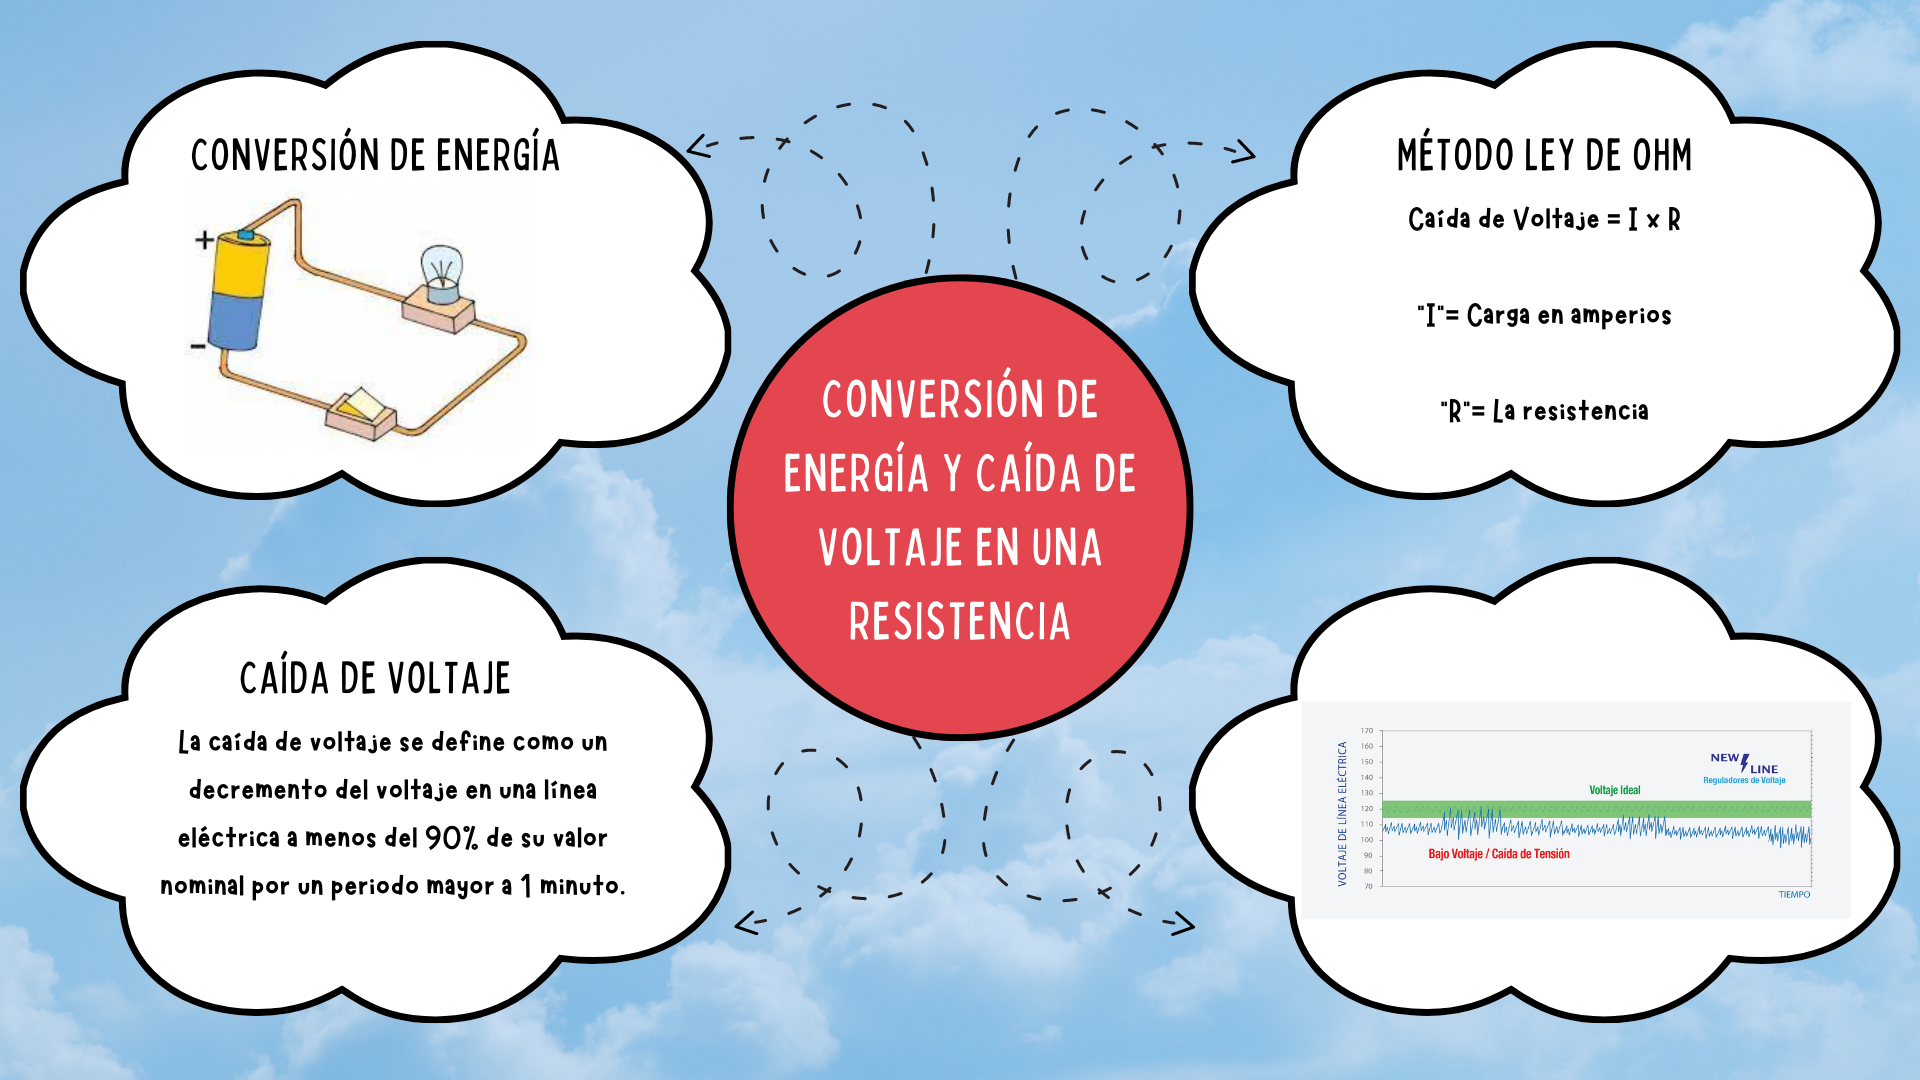 CONVERSIÓN DE ENERGÍA
+
-
MÉTODO LEY DE OHM
Caída de Voltaje = I x R
"I"= Carga en amperios
"R"= La resistencia
CONVERSIÓN DE
ENERGÍA Y CAÍDA DE
VOLTAJE EN UNA
RESISTENCIA
CAÍDA DE VOLTAJE
La caída de voltaje se define como un
decremento del voltaje en una línea
eléctrica a menos del 90% de su valor
nominal por un periodo mayor a 1 minuto.
VOLTAJE DE LÍNEA ELÉCTRICA
170
160
150
140
130
120
110
100
90
80
70
NEW LINE
Reguladores de Voltaje
Voltaje Ideal
Bajo Voltaje / Caída de Tensión
TIEMPO